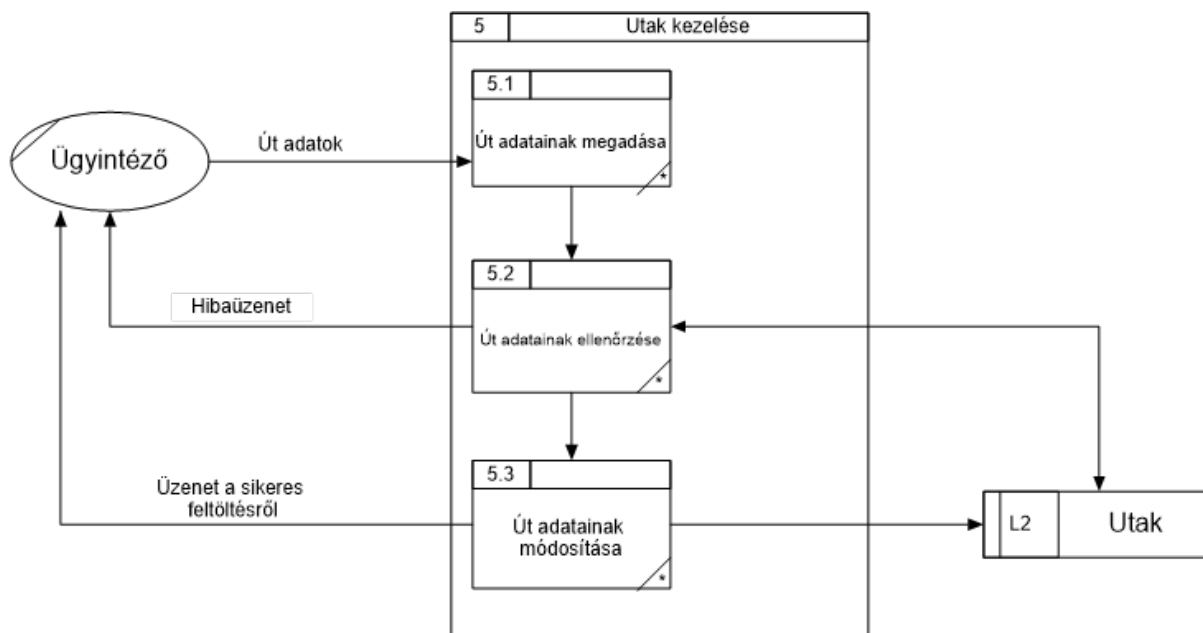 5
Utak kezelése
5.1
Út adatainak megadása
*
Ügyintéző
Út adatok
5.2
Út adatainak ellenőrzése
*
Hibaüzenet
5.3
Út adatainak
módosítása
*
Üzenet a sikeres
feltöltésről
L2
Utak